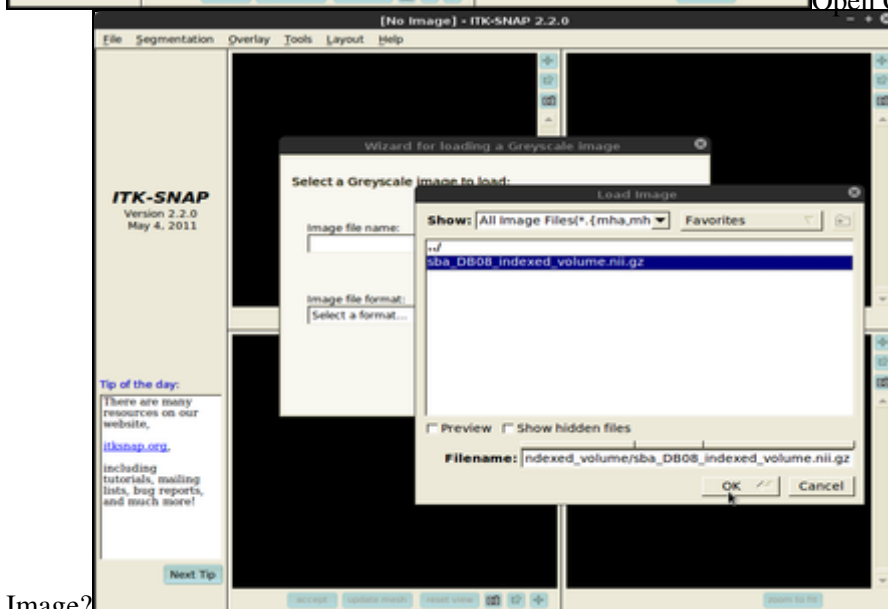 [No Image] - ITK-SNAP 2.2.0
File Segmentation Overlay Tools Layout Help
Wizard for loading a Greyscale image
Select a Greyscale image to load:
Image file name:
Image file format:
Select a format...
Load Image
Show: All Image Files(*.{mha,mh
Favorites
../
sba_DB08_indexed_volume.nii.gz
Preview Show hidden files
Filename: ndexed_volume/sba_DB08_indexed_volume.nii.gz
OK Cancel
ITK-SNAP
Version 2.2.0
May 4, 2011
Tip of the day:
There are many
resources on our
website,
itksnap.org,
including
tutorials, mailing
lists, bug reports,
and much more!
Next Tip
accept update mesh reset view
zoom to fit
Image?